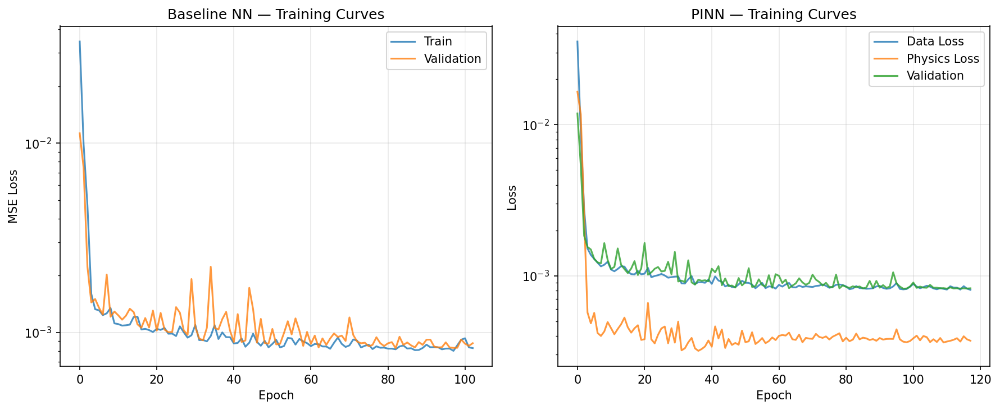 Baseline NN — Training Curves
Train
Validation
MSE Loss
10⁻²
10⁻³
0 20 40 60 80 100
Epoch
PINN — Training Curves
Data Loss
Physics Loss
Validation
Loss
10⁻²
10⁻³
0 20 40 60 80 100 120
Epoch